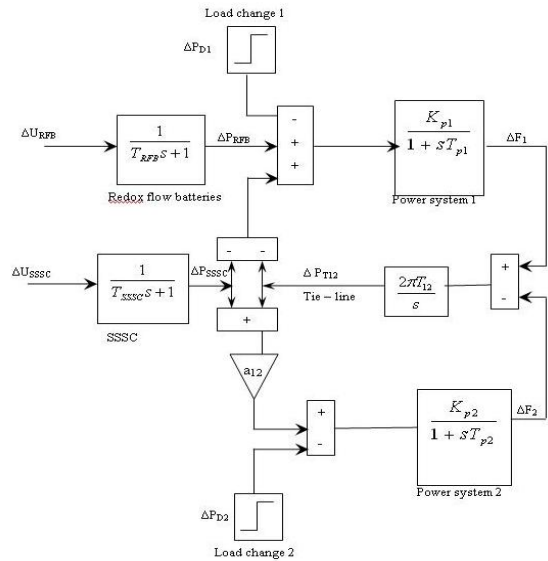 Load change 1
ΔP_D1
-
+
+
ΔU_RFB
1
T_RFB s + 1
ΔP_RFB
Redox flow batteries
K_p1
1 + sT_p1
Power system 1
ΔF_1
- -
ΔU_SSSC
1
T_SSSC s + 1
ΔP_SSSC
SSSC
+
Δ P_T12
Tie – line
2πT_12
s
+
-
a_12
+
-
K_p2
1 + sT_p2
Power system 2
ΔF_2
ΔP_D2
Load change 2